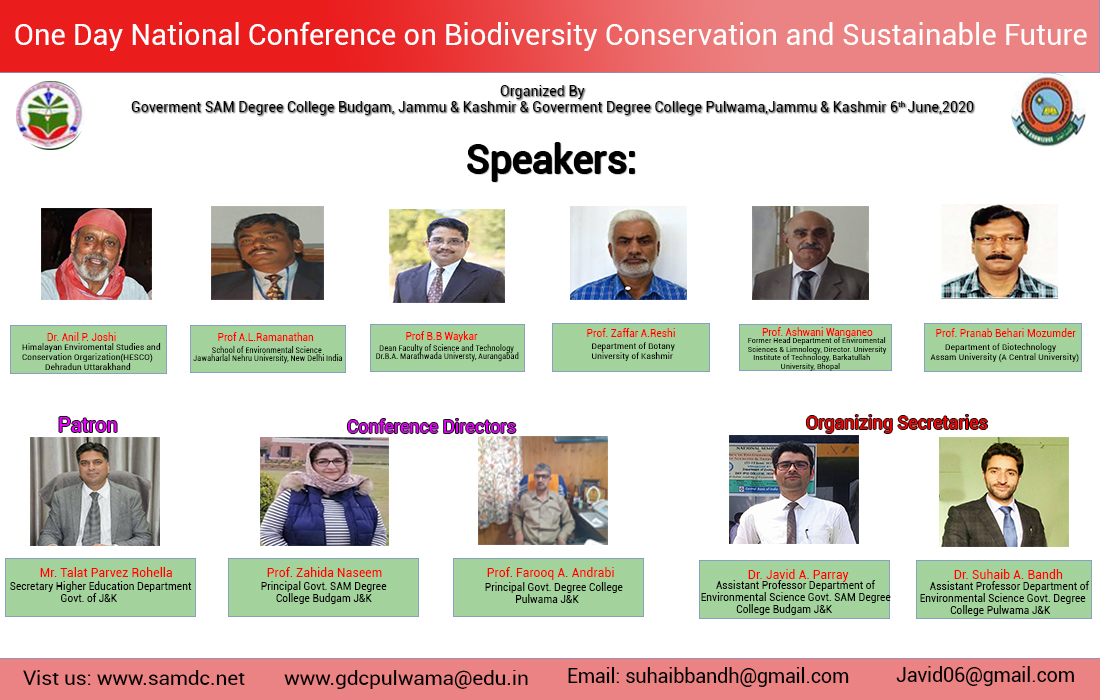 One Day National Conference on Biodiversity Conservation and Sustainable Future
Organized By
Goverment SAM Degree College Budgam, Jammu & Kashmir & Goverment Degree College Pulwama,Jammu & Kashmir 6th June,2020
Speakers:
Dr. Anil P. Joshi
Himalayan Enviromental Studies and
Conservation Orgarization(HESCO)
Dehradun Uttarakhand
Prof A.L.Ramanathan
School of Environmental Science
Jawaharlal Nehru University, New Delhi India
Prof B.B Waykar
Dean Faculty of Science and Technology
Dr.B.A. Marathwada Universty, Aurangabad
Prof. Zaffar A.Reshi
Department of Botany
University of Kashmir
Prof. Ashwani Wanganeo
Former Head Department of Enviromental
Sciences & Limnology, Director. University
Institute of Technology, Barkatullah
University, Bhopal
Prof. Pranab Behari Mozumder
Department of Biotechnology
Assam University (A Central University)
Patron
Conference Directors
Organizing Secretaries
Mr. Talat Parvez Rohella
Secretary Higher Education Department
Govt. of J&K
Prof. Zahida Naseem
Principal Govt. SAM Degree
College Budgam J&K
Prof. Farooq A. Andrabi
Principal Govt. Degree College
Pulwama J&K
Dr. Javid A. Parray
Assistant Professor Department of
Environmental Science Govt. SAM Degree
College Budgam J&K
Dr. Suhaib A. Bandh
Assistant Professor Department of
Environmental Science Govt. Degree
College Pulwama J&K
Vist us: www.samdc.net
www.gdcpulwama@edu.in
Email: suhaibbandh@gmail.com
Javid06@gmail.com